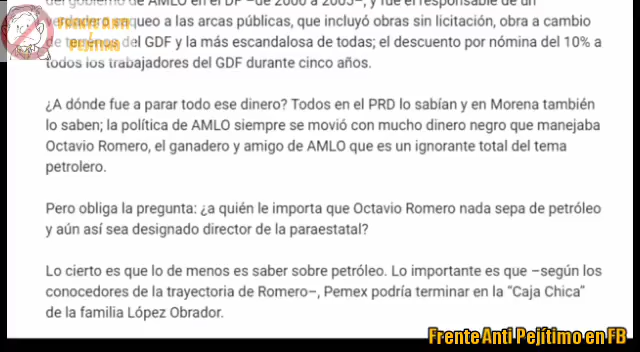 del gobierno de AMLO en el DF –de 2000 a 2005–, y fue el responsable de un
verdadero saqueo a las arcas públicas, que incluyó obras sin licitación, obra a cambio
de terrenos del GDF y la más escandalosa de todas; el descuento por nómina del 10% a
todos los trabajadores del GDF durante cinco años.
¿A dónde fue a parar todo ese dinero? Todos en el PRD lo sabían y en Morena también
lo saben; la política de AMLO siempre se movió con mucho dinero negro que manejaba
Octavio Romero, el ganadero y amigo de AMLO que es un ignorante total del tema
petrolero.
Pero obliga la pregunta: ¿a quién le importa que Octavio Romero nada sepa de petróleo
y aún así sea designado director de la paraestatal?
Lo cierto es que lo de menos es saber sobre petróleo. Lo importante es que –según los
conocedores de la trayectoria de Romero–, Pemex podría terminar en la “Caja Chica”
de la familia López Obrador.
Frente Anti Pejítimo en FB